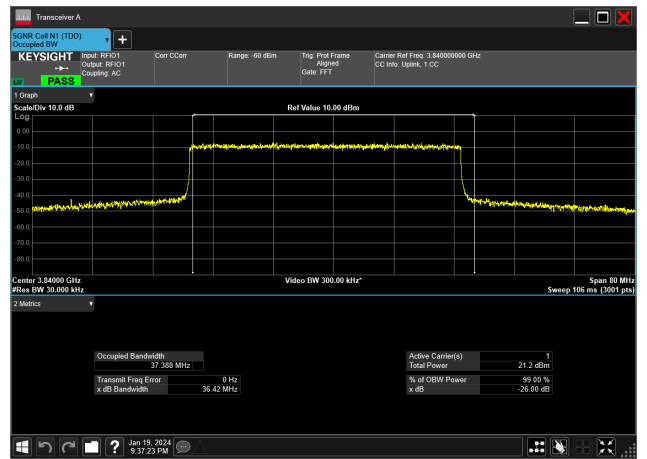 Transceiver A
5GNR Cell N1 (TDD)
Occupied BW
KEYSIGHT
Input: RFIO1
Output: RFIO1
Coupling: AC
Corr CCorr
Range: -60 dBm
Trig: Prot Frame
Aligned
Gate: FFT
Carrier Ref Freq: 3.840000000 GHz
CC Info: Uplink, 1 CC
LXI
PASS
1 Graph
Scale/Div 10.0 dB
Ref Value 10.00 dBm
Log
0.00
-10.0
-20.0
-30.0
-40.0
-50.0
-60.0
-70.0
-80.0
Center 3.84000 GHz
#Res BW 30.000 kHz
Video BW 300.00 kHz*
Span 80 MHz
Sweep 106 ms (3001 pts)
2 Metrics
Occupied Bandwidth
37.388 MHz
Transmit Freq Error 0 Hz
x dB Bandwidth 36.42 MHz
Active Carrier(s) 1
Total Power 21.2 dBm
% of OBW Power 99.00 %
x dB -26.00 dB
?
Jan 19, 2024
9:37:23 PM